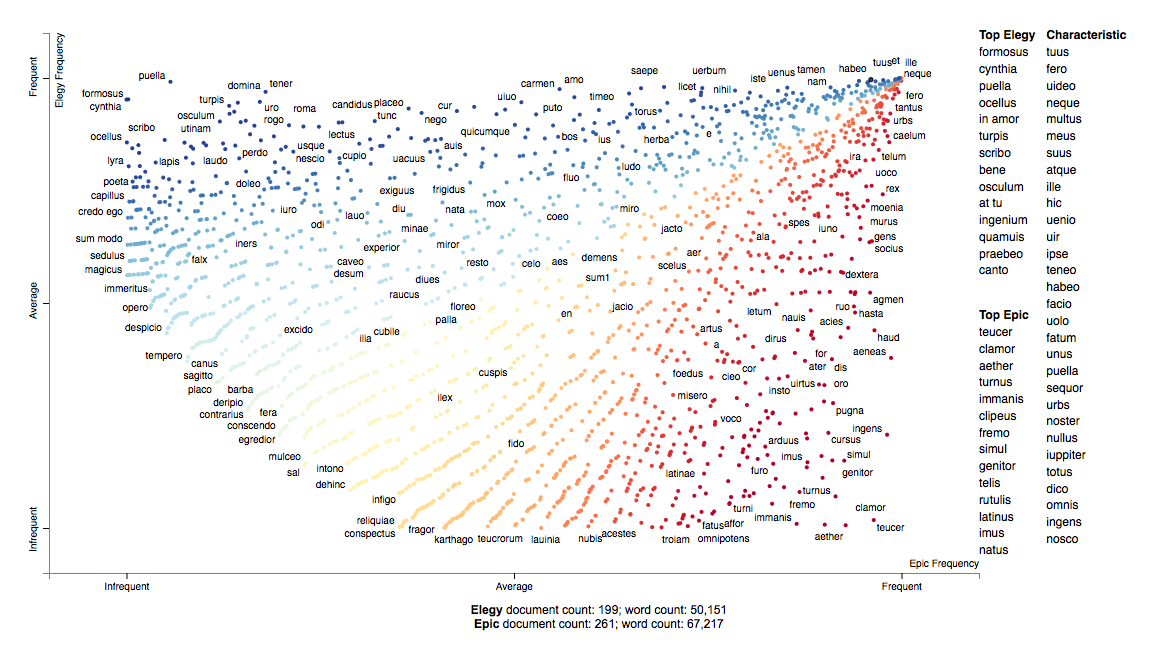 Top Elegy Characteristic
Elegy Frequency
Frequent
Average
Infrequent
puella
domina tener
carmen amo saepe uerbum iste uenus tamen nam habeo tuus et ille neque
formosus
cynthia
turpis uro roma candidus placeo cur uiuo puto timeo licet nihil fero
osculum rogo tunc nego torus tantus
scribo utinam lectus quicumque bos ius herba e urbs
ocellus usque auis caelum
lyra lapis laudo perdo nescio cupio uacuus ludo ira telum
poeta doleo fluo uoco
capillus exiguus frigidus rex
credo ego iuro lauo diu nata mox coeo miro moenia
odi minae jacto spes iuno murus
sum modo iners experior miror ala gens
sedulus falx caveo resto celo aes demens aer socius
magicus desum diues sum1 scelus dextera
immeritus raucus
opero floreo en jacio letum ruo agmen
despicio excido cubile palla nauis acies hasta
ilia artus dirus haud
tempero a for aeneas
canus cuspis foedus cor ater dis
sagitto cieo uirtus oro
placo barba ilex misero insto
deripio
contrarius fera voco pugna
conscendo ingens
egredior fido arduus cursus
mulceo imus simul
sal intono latinae furo genitor
dehinc turnus
infigo turni fremo clamor
reliquiae immanis
conspectus fragor karthago teucrorum lauinia nubis acestes troiam fatus affor omnipotens aether teucer
Epic Frequency
Infrequent Average Frequent
Elegy document count: 199; word count: 50,151
Epic document count: 261; word count: 67,217
formosus tuus
cynthia fero
puella uideo
ocellus neque
in amor multus
turpis meus
scribo suus
bene atque
osculum ille
at tu hic
ingenium uenio
quamuis uir
praebeo ipse
canto teneo
habeo
facio
Top Epic uolo
teucer fatum
clamor unus
aether puella
turnus sequor
immanis urbs
clipeus noster
fremo nullus
simul iuppiter
genitor totus
telis dico
rutulis omnis
latinus ingens
imus nosco
natus